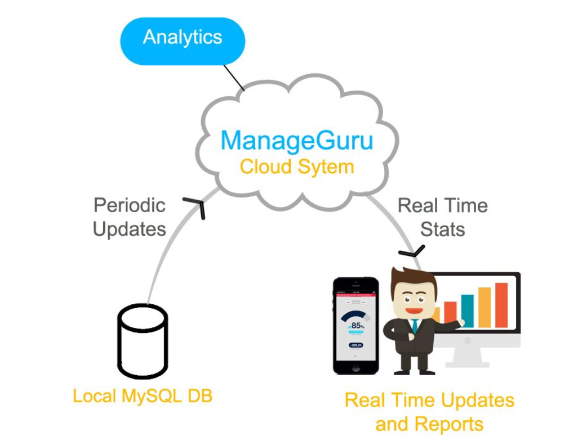 Analytics
ManageGuru
Cloud Sytem
Periodic
Updates
Real Time
Stats
85%
Local MySQL DB
Real Time Updates
and Reports